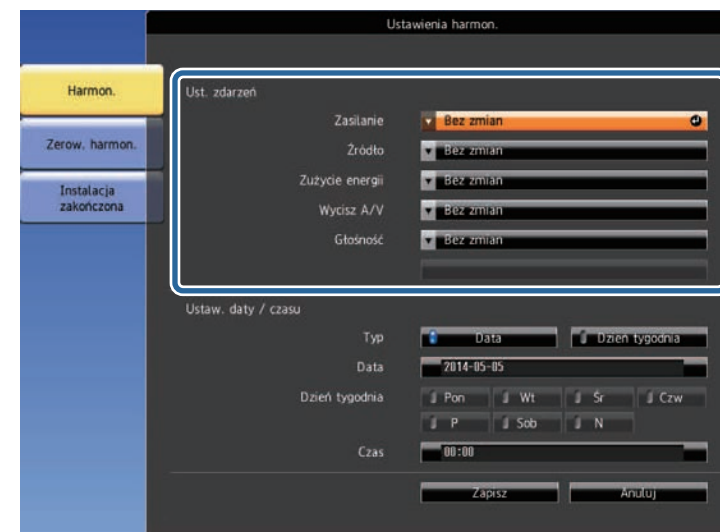 Ustawienia harmon.
Harmon.
Zerow. harmon.
Instalacja
zakończona
Ust. zdarzeń
Zasilanie Bez zmian
Źródło Bez zmian
Zużycie energii Bez zmian
Wycisz A/V Bez zmian
Głośność Bez zmian
Ustaw. daty / czasu
Typ Data Dzień tygodnia
Data 2014-05-05
Dzień tygodnia Pon Wt Śr Czw
P Sob N
Czas 00:00
Zapisz Anuluj